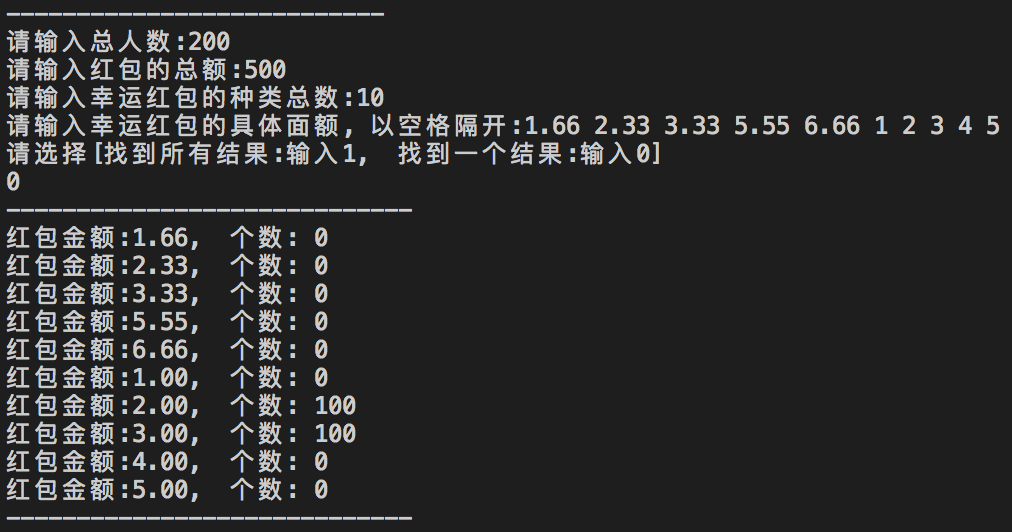 ---------------------------
请输入总人数:200
请输入红包的总额:500
请输入幸运红包的种类总数:10
请输入幸运红包的具体面额, 以空格隔开:1.66 2.33 3.33 5.55 6.66 1 2 3 4 5
请选择[找到所有结果:输入1, 找到一个结果:输入0]
0
-----------------------------
红包金额:1.66, 个数: 0
红包金额:2.33, 个数: 0
红包金额:3.33, 个数: 0
红包金额:5.55, 个数: 0
红包金额:6.66, 个数: 0
红包金额:1.00, 个数: 0
红包金额:2.00, 个数: 100
红包金额:3.00, 个数: 100
红包金额:4.00, 个数: 0
红包金额:5.00, 个数: 0
-----------------------------